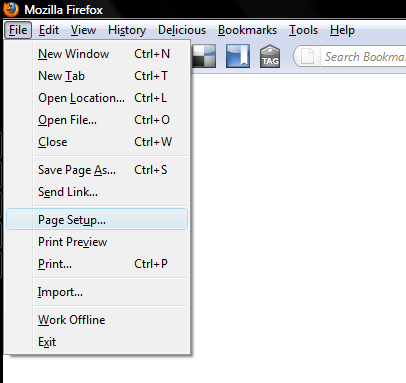 Mozilla Firefox
File Edit View History Delicious Bookmarks Tools Help
TAG Search Bookma
New Window Ctrl+N
New Tab Ctrl+T
Open Location... Ctrl+L
Open File... Ctrl+O
Close Ctrl+W
Save Page As... Ctrl+S
Send Link...
Page Setup...
Print Preview
Print... Ctrl+P
Import...
Work Offline
Exit